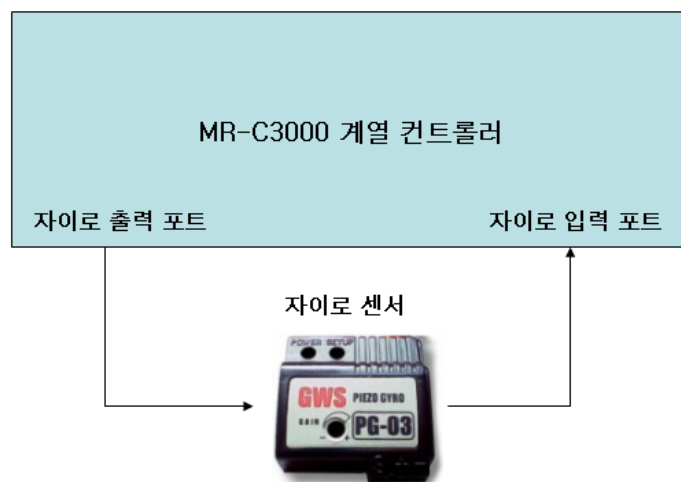 MR-C3000 계열 컨트롤러
자이로 출력 포트
자이로 입력 포트
자이로 센서
POWER SETUP
GWS PIEZO GYRO
GAIN
- +
PG-03